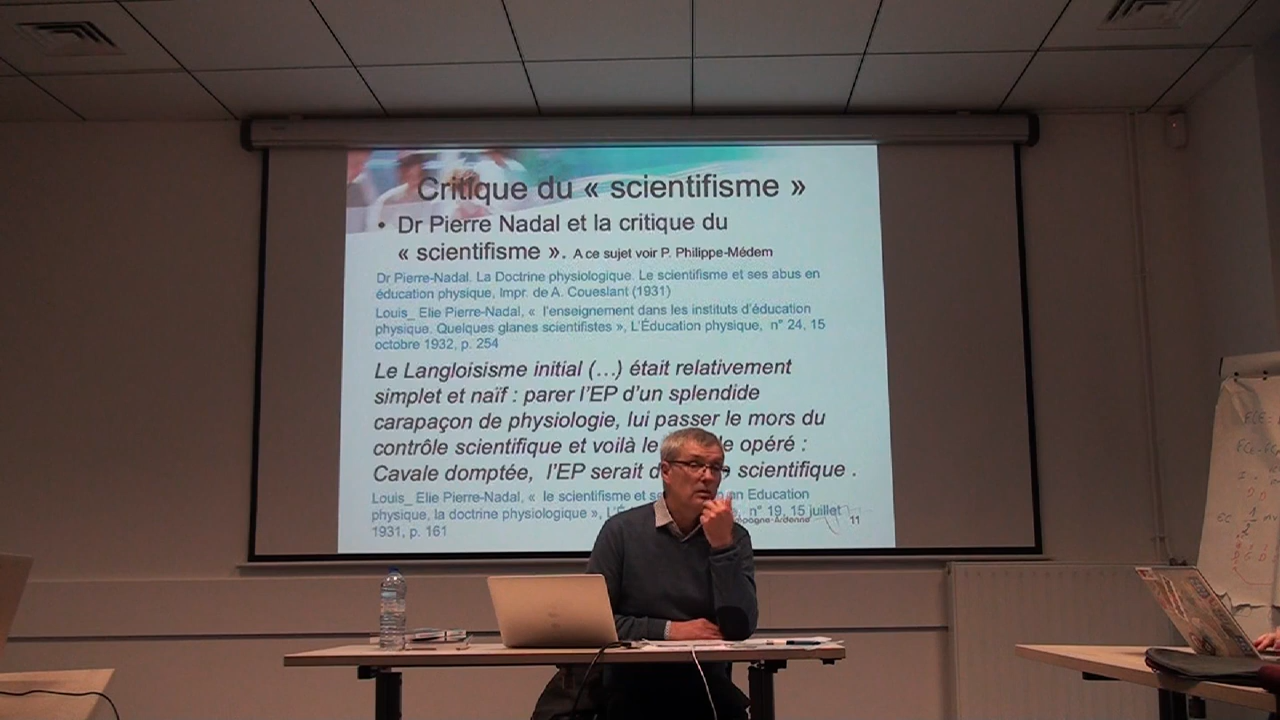 Critique du « scientifisme »
• Dr Pierre Nadal et la critique du
« scientifisme ». A ce sujet voir P. Philippe-Médem
Dr Pierre-Nadal. La Doctrine physiologique. Le scientifisme et ses abus en
éducation physique, Impr. de A. Coueslant (1931)
Louis_ Elie Pierre-Nadal, « l'enseignement dans les instituts d'éducation
physique. Quelques glanes scientifistes », L'Éducation physique, n° 24, 15
octobre 1932, p. 254
Le Langloisisme initial (…) était relativement
simplet et naïf : parer l'EP d'un splendide
carapaçon de physiologie, lui passer le mors du
contrôle scientifique et voilà le opéré :
Cavale domptée, l'EP serait scientifique .
Louis_ Elie Pierre-Nadal, « le scientifisme et en Education
physique, la doctrine physiologique », n° 19, 15 juillet
1931, p. 161
11